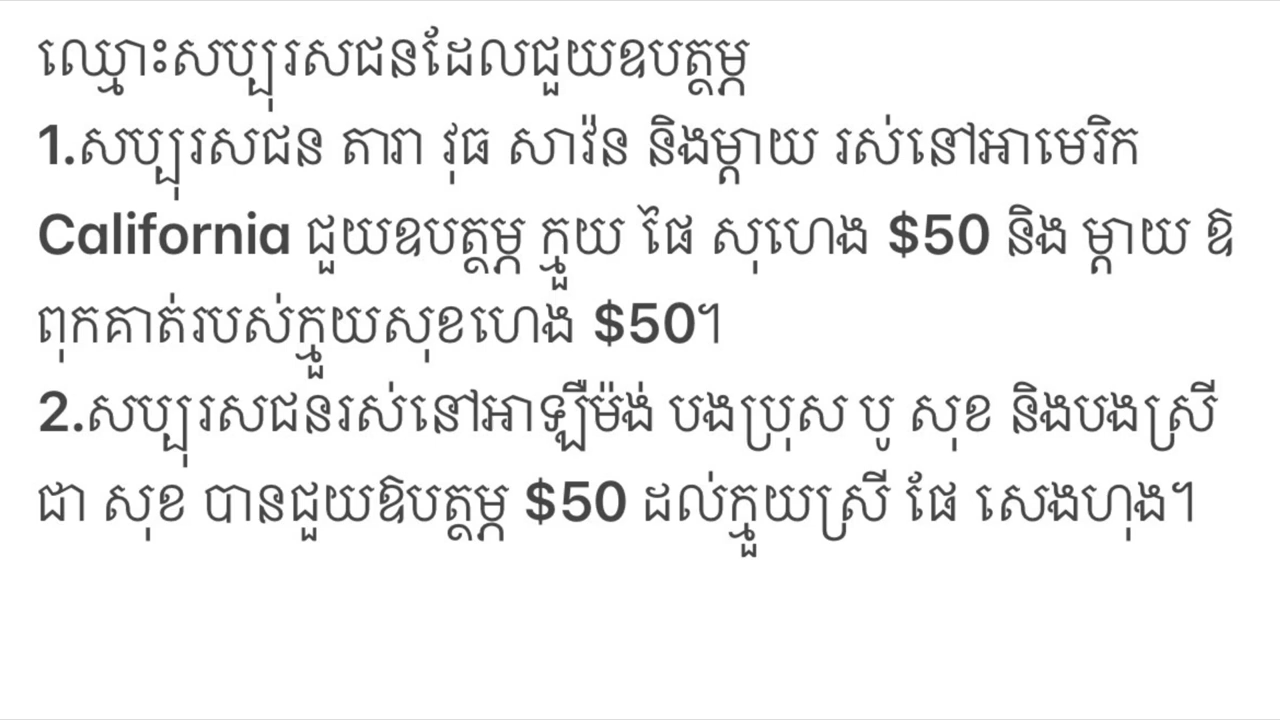 ឈ្មោះសប្បុរសជនដែលជួយឧបត្ថម្ភ
1.សប្បុរសជន តារា វុធ សាវ៉ន និងម្តាយ រស់នៅអាមេរិក
California ជួយឧបត្ថម្ភ ក្មួយ ផៃ សុហេង $50 និង ម្តាយ ឱ
ពុកគាត់របស់ក្មួយសុខហេង $50។
2.សប្បុរសជនរស់នៅអាឡឺម៉ង់ បងប្រុស បូ សុខ និងបងស្រី
ជា សុខ បានជួយឱបត្ថម្ភ $50 ដល់ក្មួយស្រី ផៃ សេងហុង។